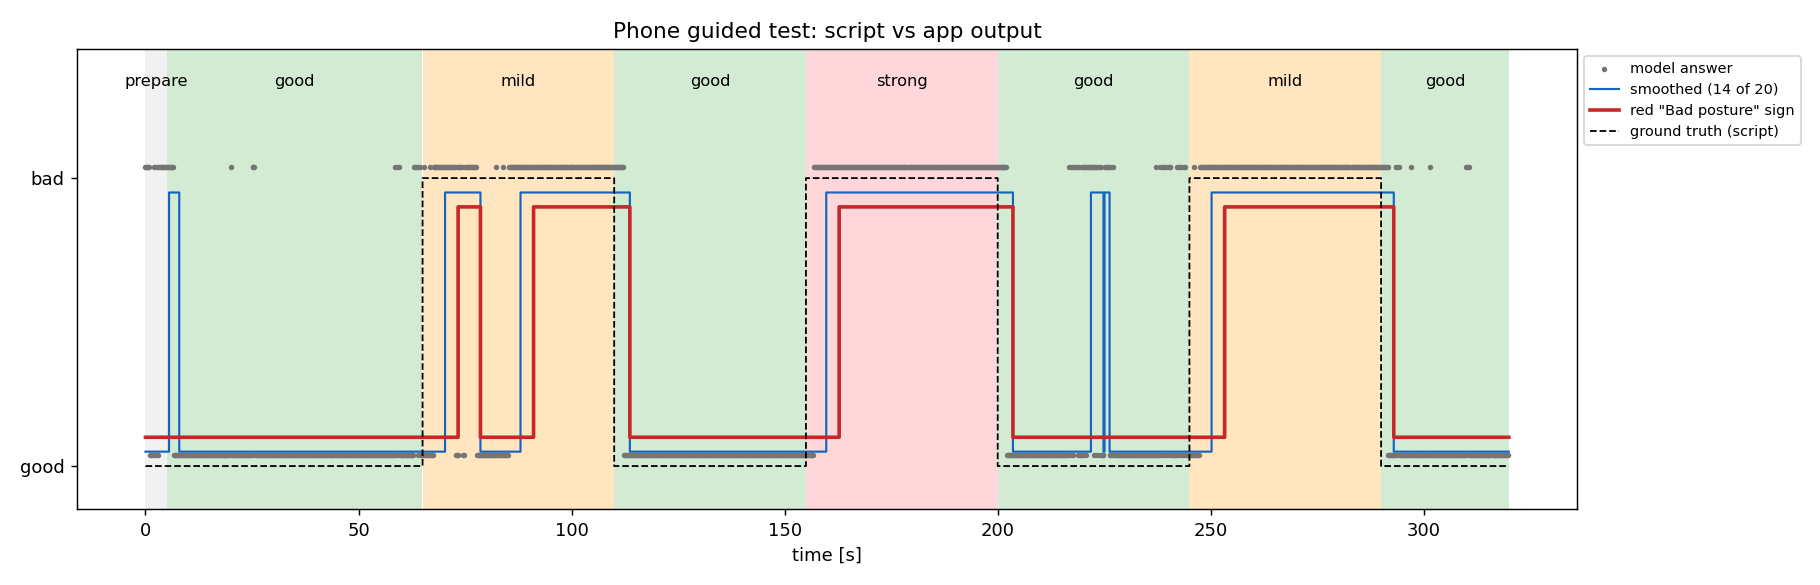 Phone guided test: script vs app output
prepare good mild good strong good mild good
model answer
smoothed (14 of 20)
red "Bad posture" sign
ground truth (script)
bad
good
0 50 100 150 200 250 300
time [s]